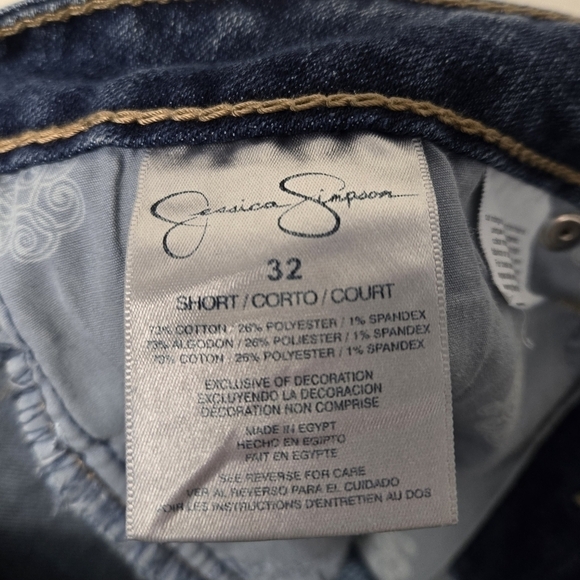 Jessica Simpson
32
SHORT / CORTO / COURT
73% COTTON / 26% POLYESTER / 1% SPANDEX
73% ALGODON / 26% POLIESTER / 1% SPANDEX
73% COTON / 26% POLYESTER / 1% SPANDEX
EXCLUSIVE OF DECORATION
EXCLUYENDO LA DECORACION
DECORATION NON COMPRISE
MADE IN EGYPT
HECHO EN EGIPTO
FAIT EN EGYPTE
SEE REVERSE FOR CARE
VER AL REVERSO PARA EL CUIDADO
VOIR LES INSTRUCTIONS D'ENTRETIEN AU DOS